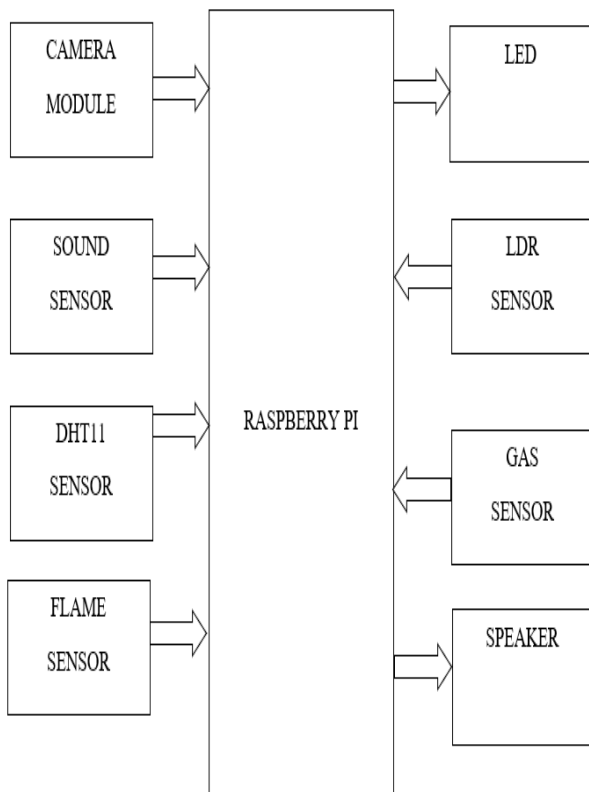 CAMERA
MODULE
SOUND
SENSOR
DHT11
SENSOR
FLAME
SENSOR
RASPBERRY PI
LED
LDR
SENSOR
GAS
SENSOR
SPEAKER